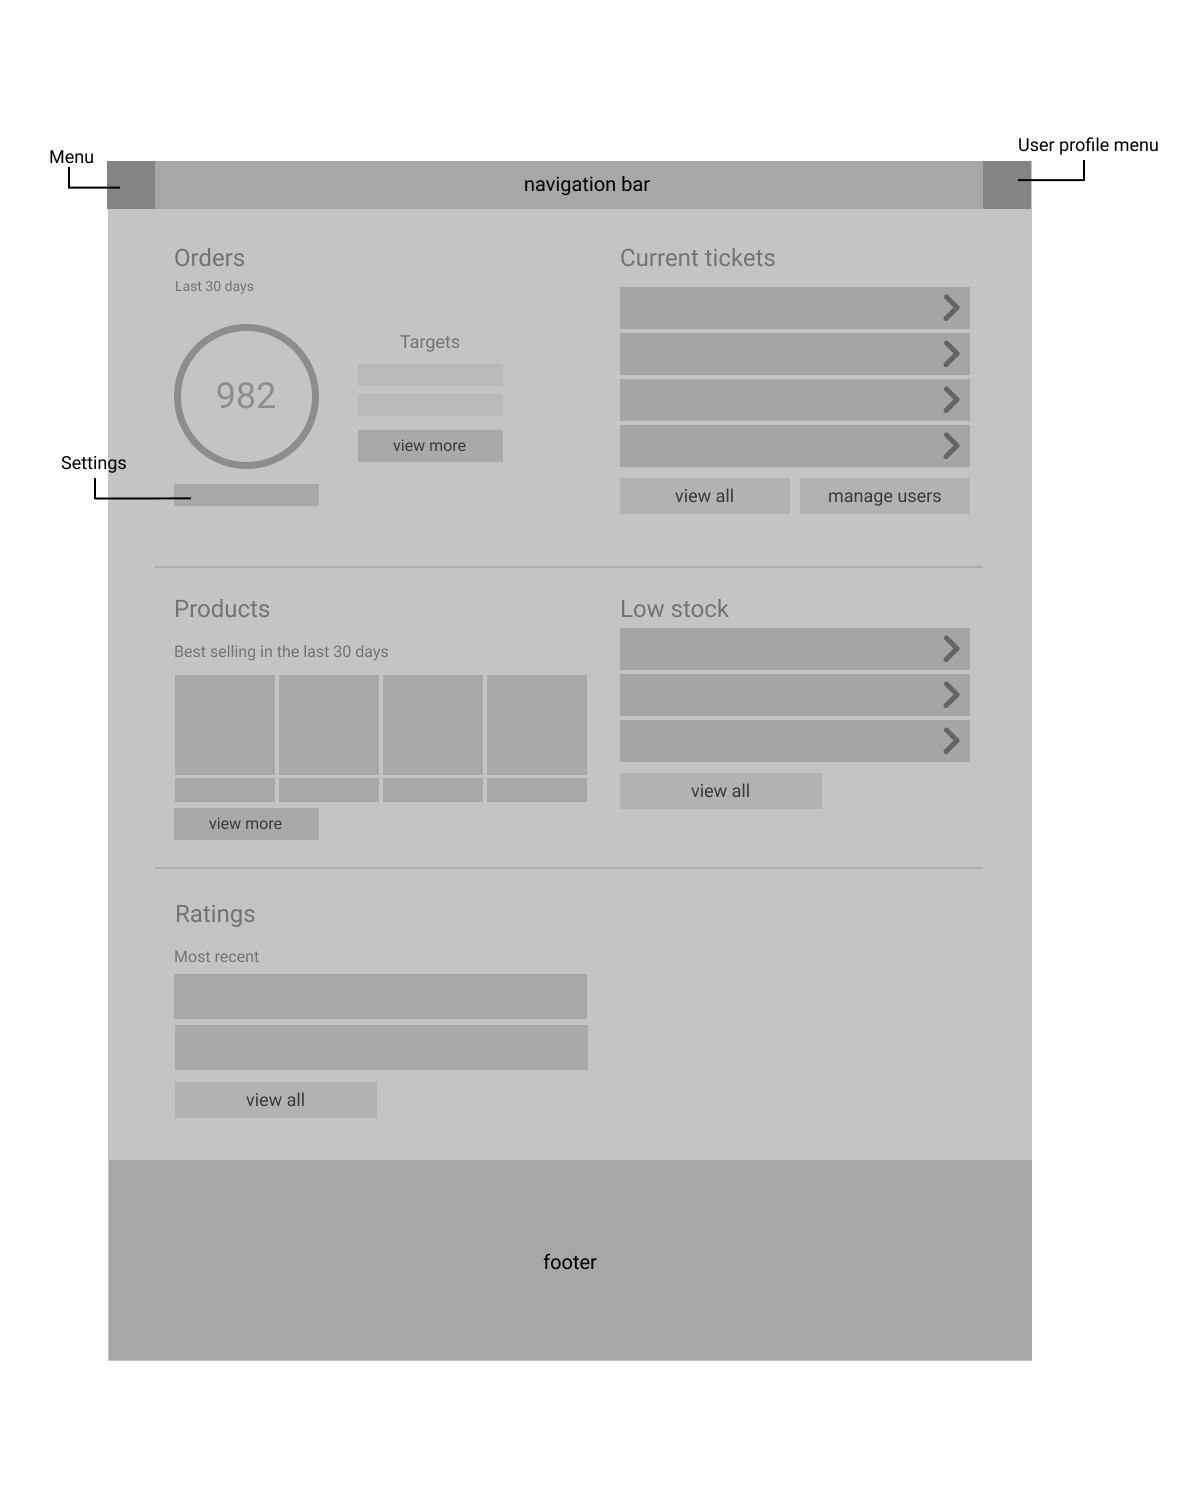 Menu
User profile menu
navigation bar
Orders
Last 30 days
982
Targets
view more
Settings
Current tickets
view all
manage users
Products
Best selling in the last 30 days
view more
Low stock
view all
Ratings
Most recent
view all
footer